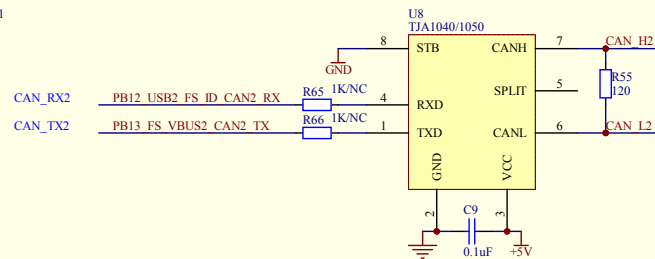 1
U8
TJA1040/1050
8
STB
CANH
7
CAN_H2
GND
SPLIT
5
R55
120
CAN_RX2
PB12_USB2_FS_ID_CAN2_RX
R65
1K/NC
4
RXD
CAN_TX2
PB13_FS_VBUS2_CAN2_TX
R66
1K/NC
1
TXD
CANL
6
CAN_L2
GND
VCC
2
C9
3
0.1uF
+5V